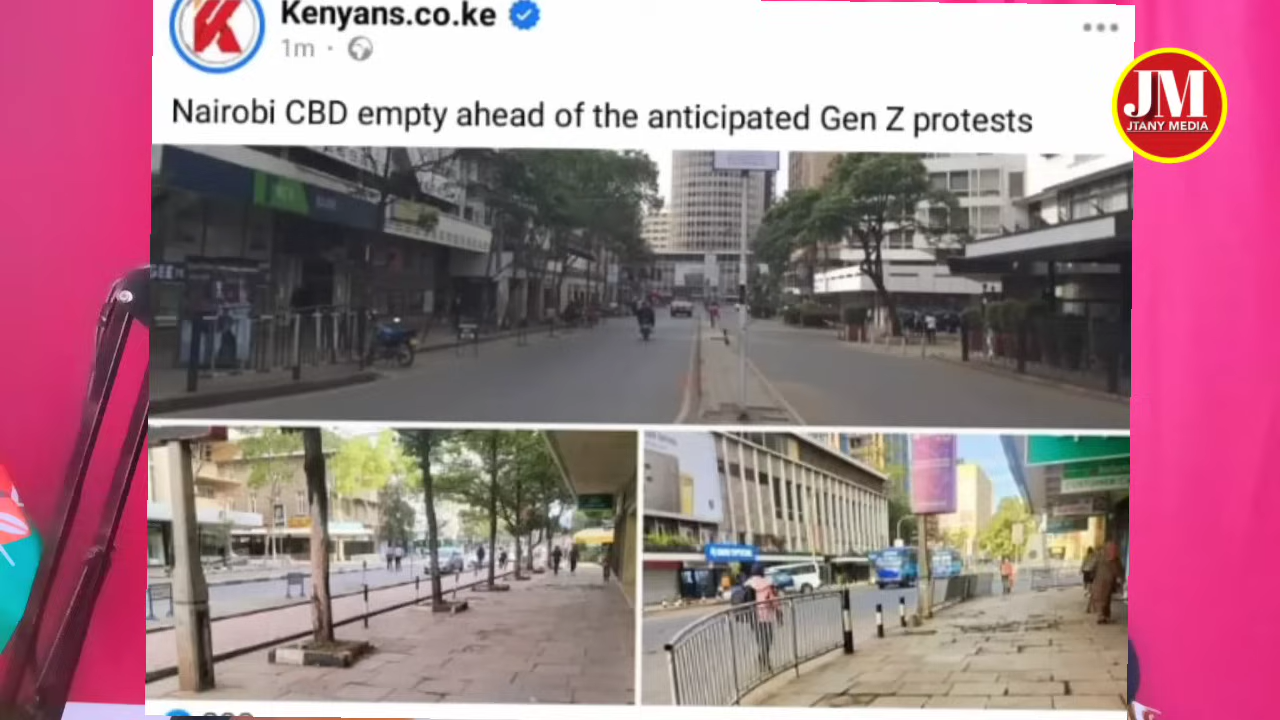 Kenyans.co.ke
1m
Nairobi CBD empty ahead of the anticipated Gen Z protests
JM
JTANY MEDIA